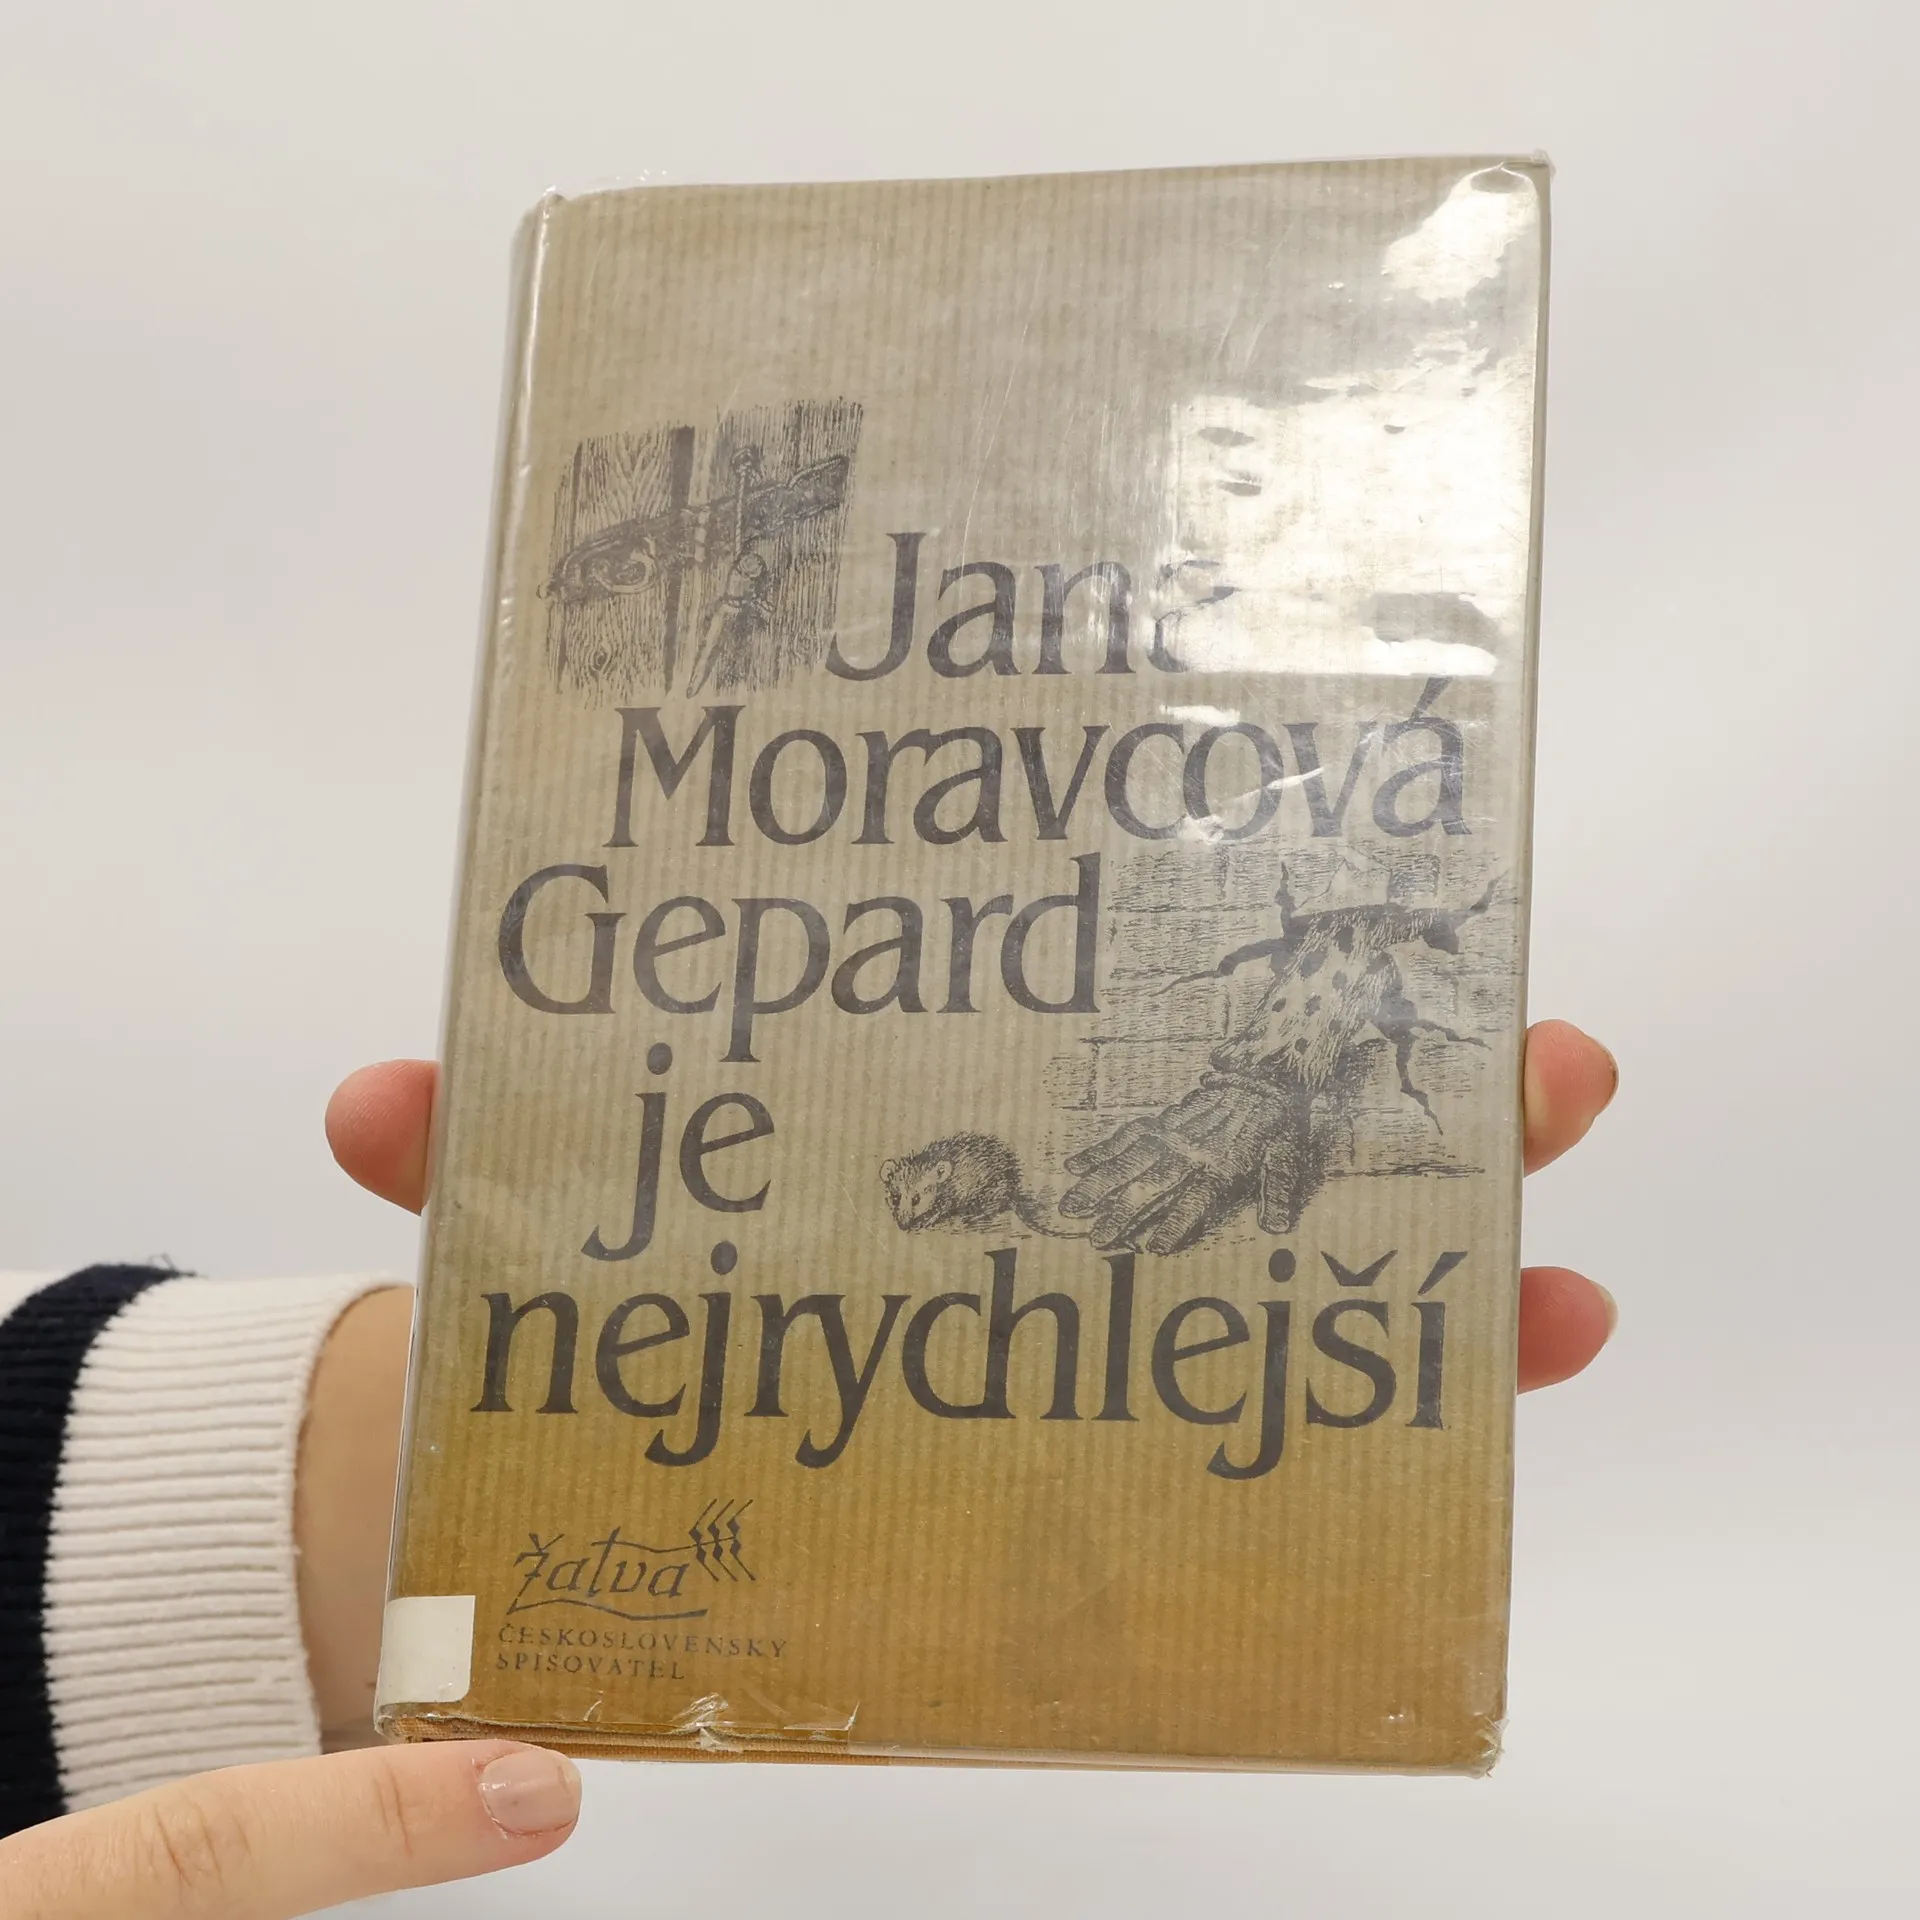 Jana
Moravcová
Gepard
je
nejrychlejší
žatva
ČESKOSLOVENSKÝ
SPISOVATEL